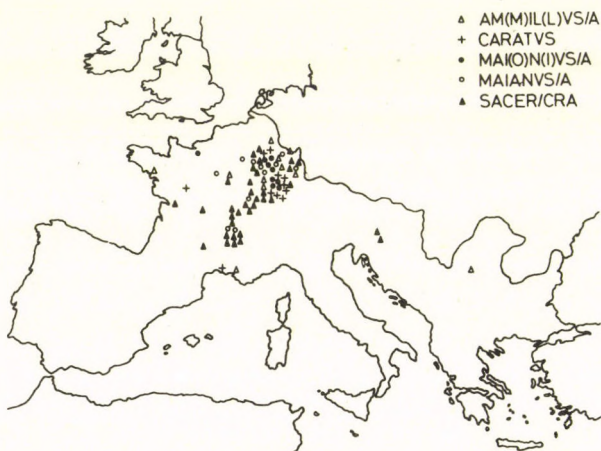 AM(M)IL(L)VS/A
CARATVS
MAI(O)N(I)VS/A
MAIANVS/A
SACER/CRA